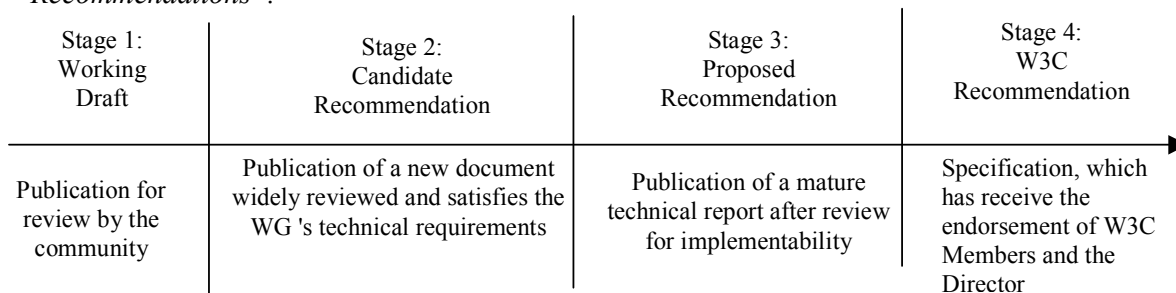 Recommendations".
Stage 1:
Working
Draft
Stage 2:
Candidate
Recommendation
Stage 3:
Proposed
Recommendation
Stage 4:
W3C
Recommendation
Publication for
review by the
community
Publication of a new document
widely reviewed and satisfies the
WG 's technical requirements
Publication of a mature
technical report after review
for implementability
Specification, which
has receive the
endorsement of W3C
Members and the
Director